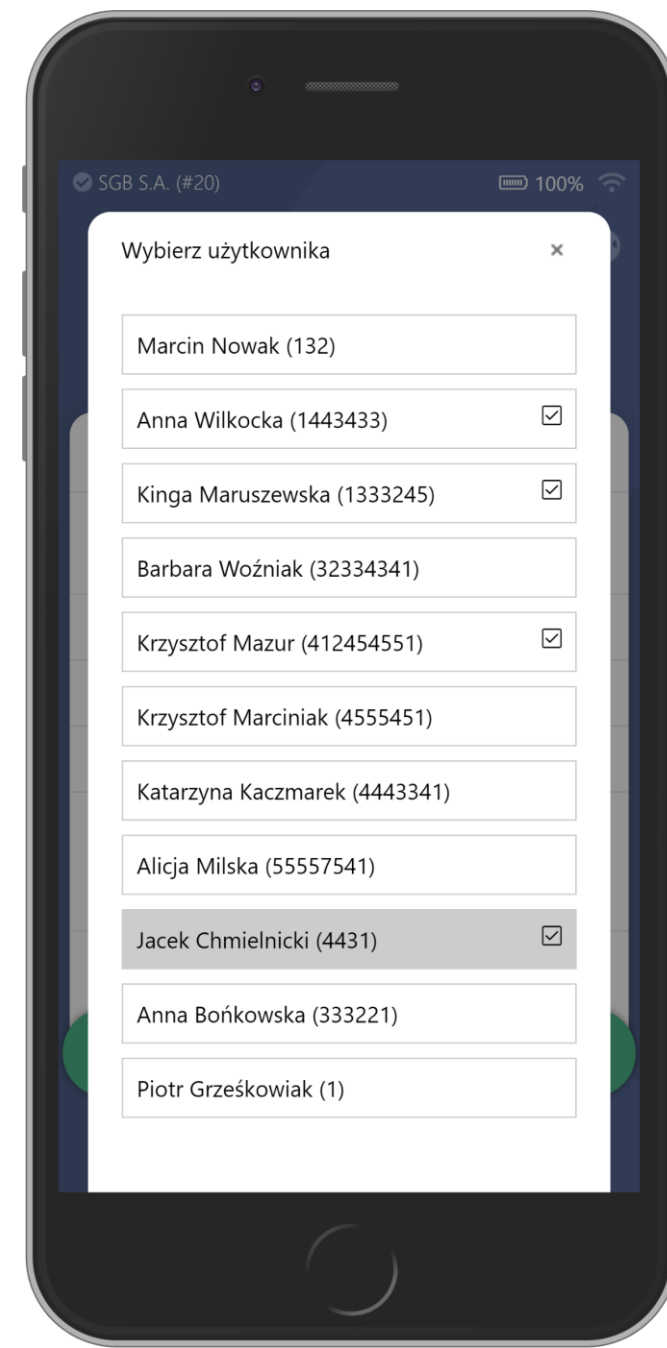 SGB S.A. (#20) 100%
Wybierz użytkownika ×
Marcin Nowak (132)
Anna Wilkocka (1443433)
Kinga Maruszewska (1333245)
Barbara Woźniak (32334341)
Krzysztof Mazur (412454551)
Krzysztof Marciniak (4555451)
Katarzyna Kaczmarek (4443341)
Alicja Milska (55557541)
Jacek Chmielnicki (4431)
Anna Bońkowska (333221)
Piotr Grześkowiak (1)